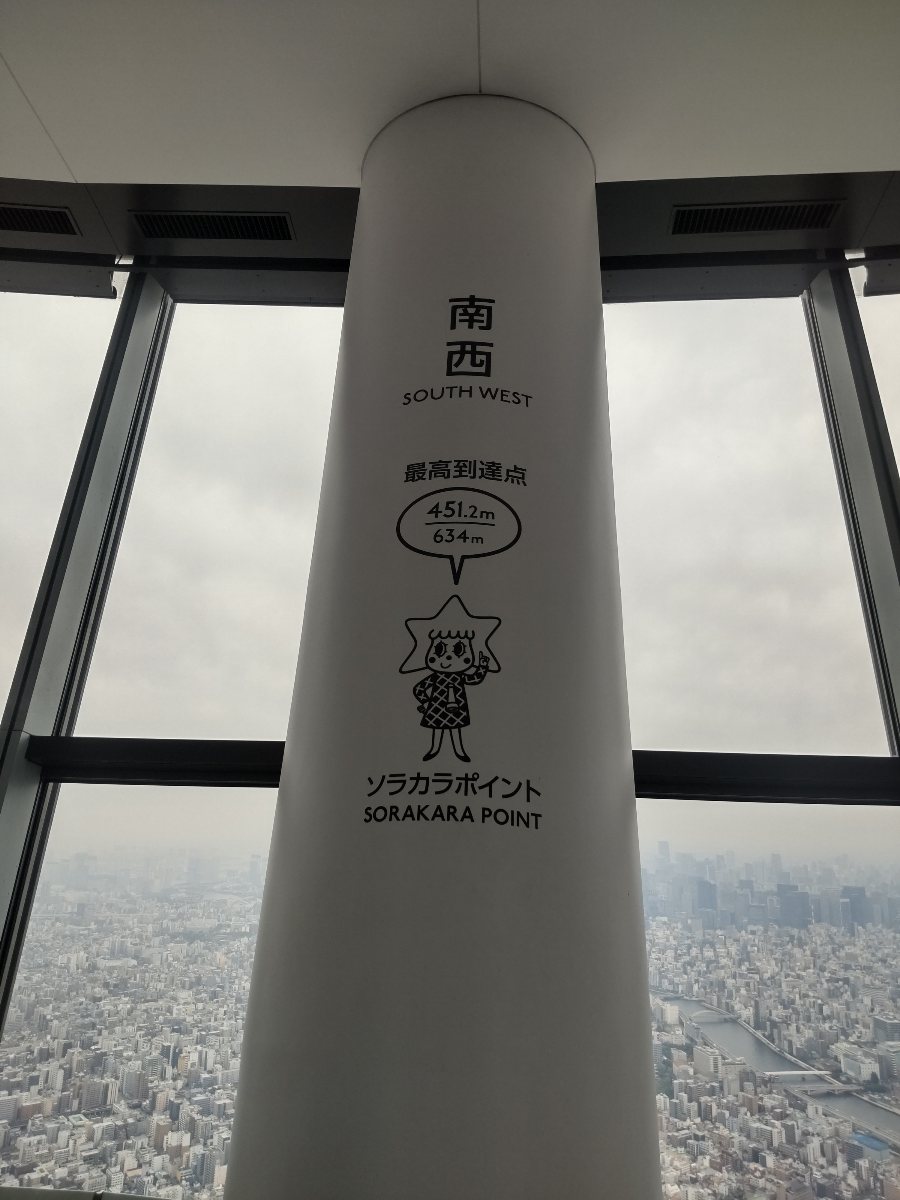 南
西
SOUTH WEST
最高到達点
451.2m
634m
ソラカラポイント
SORAKARA POINT